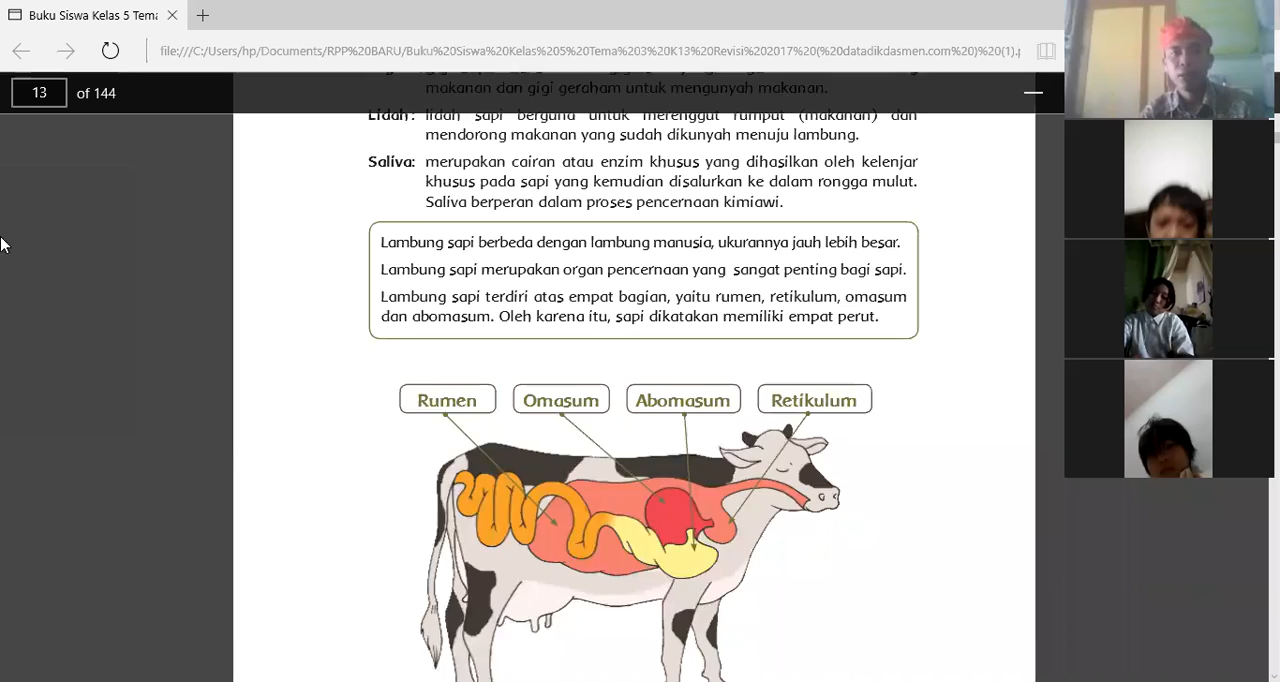 Buku Siswa Kelas 5 Tema
file:///C:/Users/hp/Documents/RPP%20BARU/Buku%20Siswa%20Kelas%205%20Tema%203%20K13%20Revisi%202017%20(%20datadikdasmen.com%20)%20(1).p
13 of 144
makanan dan gigi geraham untuk mengunyah makanan.
Lidah: lidah sapi berguna untuk merenggut rumput (makanan) dan
mendorong makanan yang sudah dikunyah menuju lambung.
Saliva: merupakan cairan atau enzim khusus yang dihasilkan oleh kelenjar
khusus pada sapi yang kemudian disalurkan ke dalam rongga mulut.
Saliva berperan dalam proses pencernaan kimiawi.
Lambung sapi berbeda dengan lambung manusia, ukurannya jauh lebih besar.
Lambung sapi merupakan organ pencernaan yang sangat penting bagi sapi.
Lambung sapi terdiri atas empat bagian, yaitu rumen, retikulum, omasum
dan abomasum. Oleh karena itu, sapi dikatakan memiliki empat perut.
Rumen Omasum Abomasum Retikulum